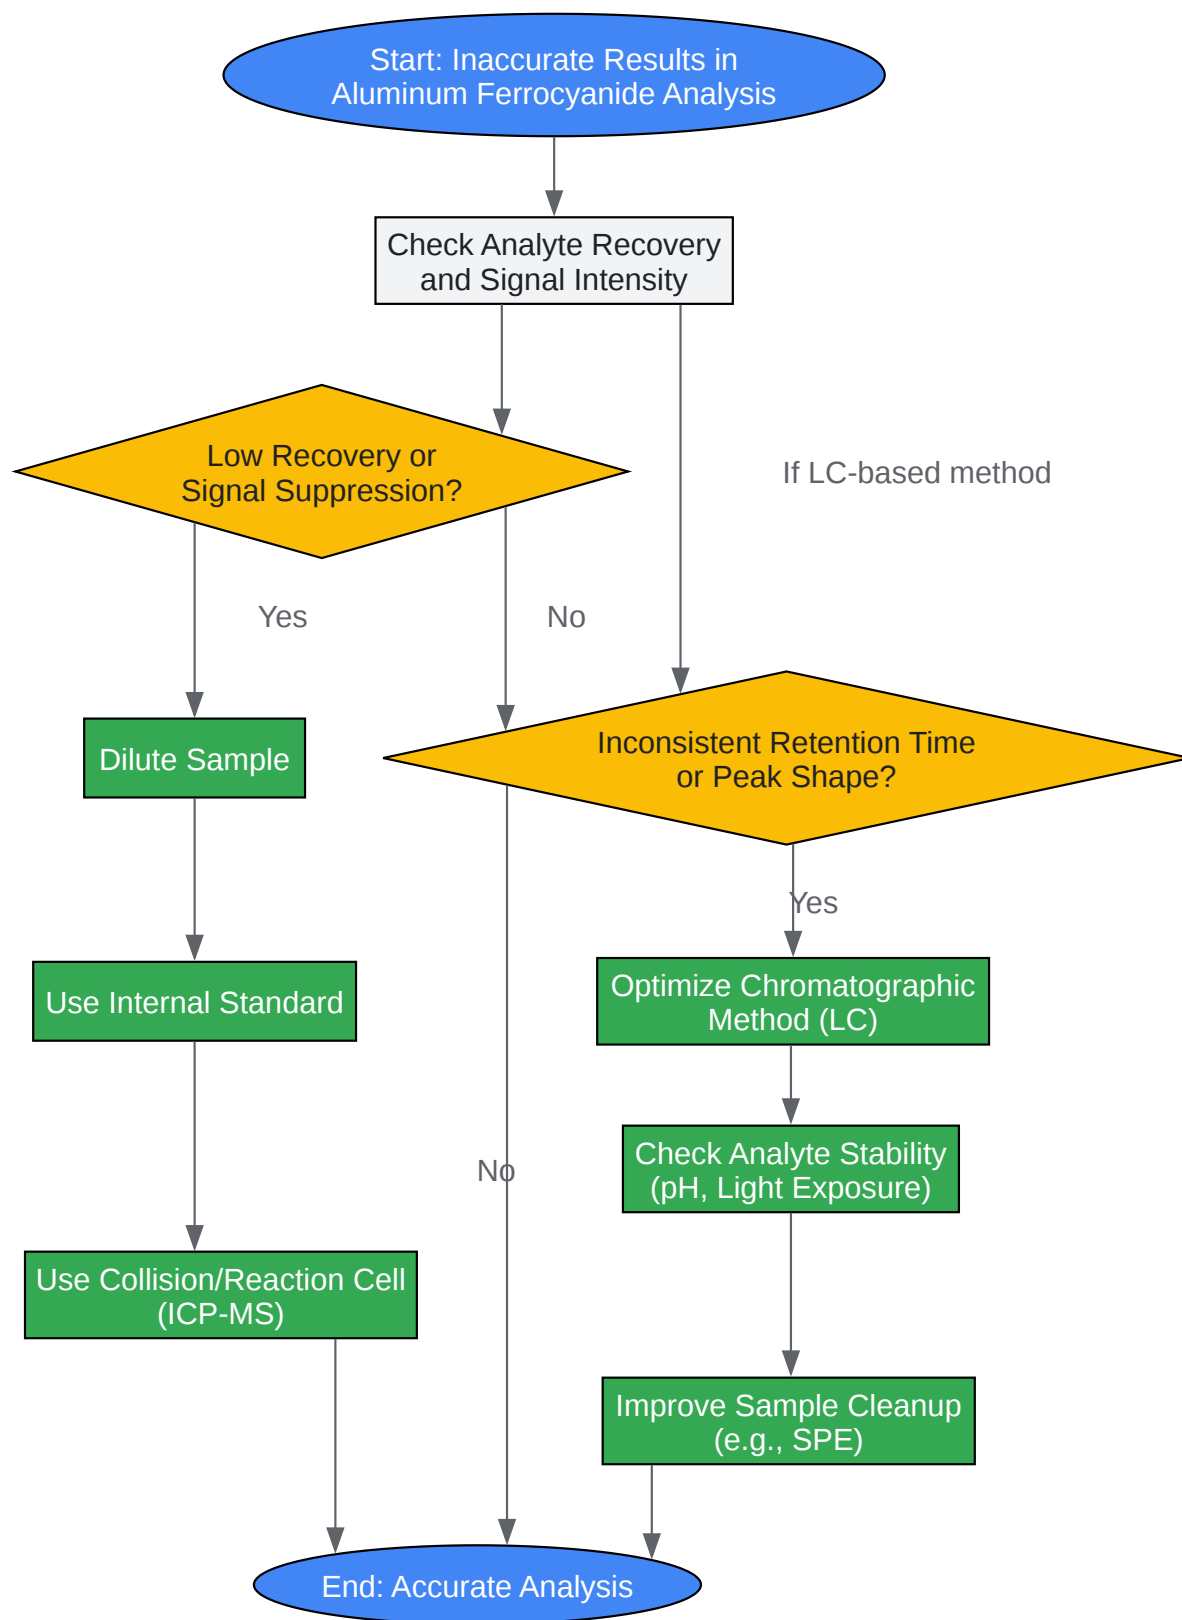 Start: Inaccurate Results in
Aluminum Ferrocyanide Analysis
Check Analyte Recovery
and Signal Intensity
Low Recovery or
Signal Suppression?
If LC-based method
Yes
No
Dilute Sample
Inconsistent Retention Time
or Peak Shape?
Yes
Use Internal Standard
Optimize Chromatographic
Method (LC)
No
Check Analyte Stability
(pH, Light Exposure)
Use Collision/Reaction Cell
(ICP-MS)
Improve Sample Cleanup
(e.g., SPE)
End: Accurate Analysis